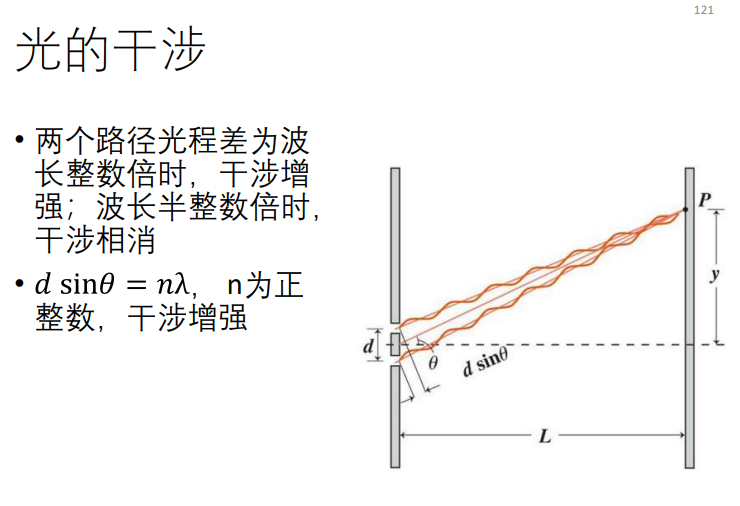 121
光的干涉
• 两个路径光程差为波
长整数倍时，干涉增
强；波长半整数倍时，
干涉相消
• d sinθ = nλ， n为正
整数，干涉增强
P
y
d
θ
d sinθ
L